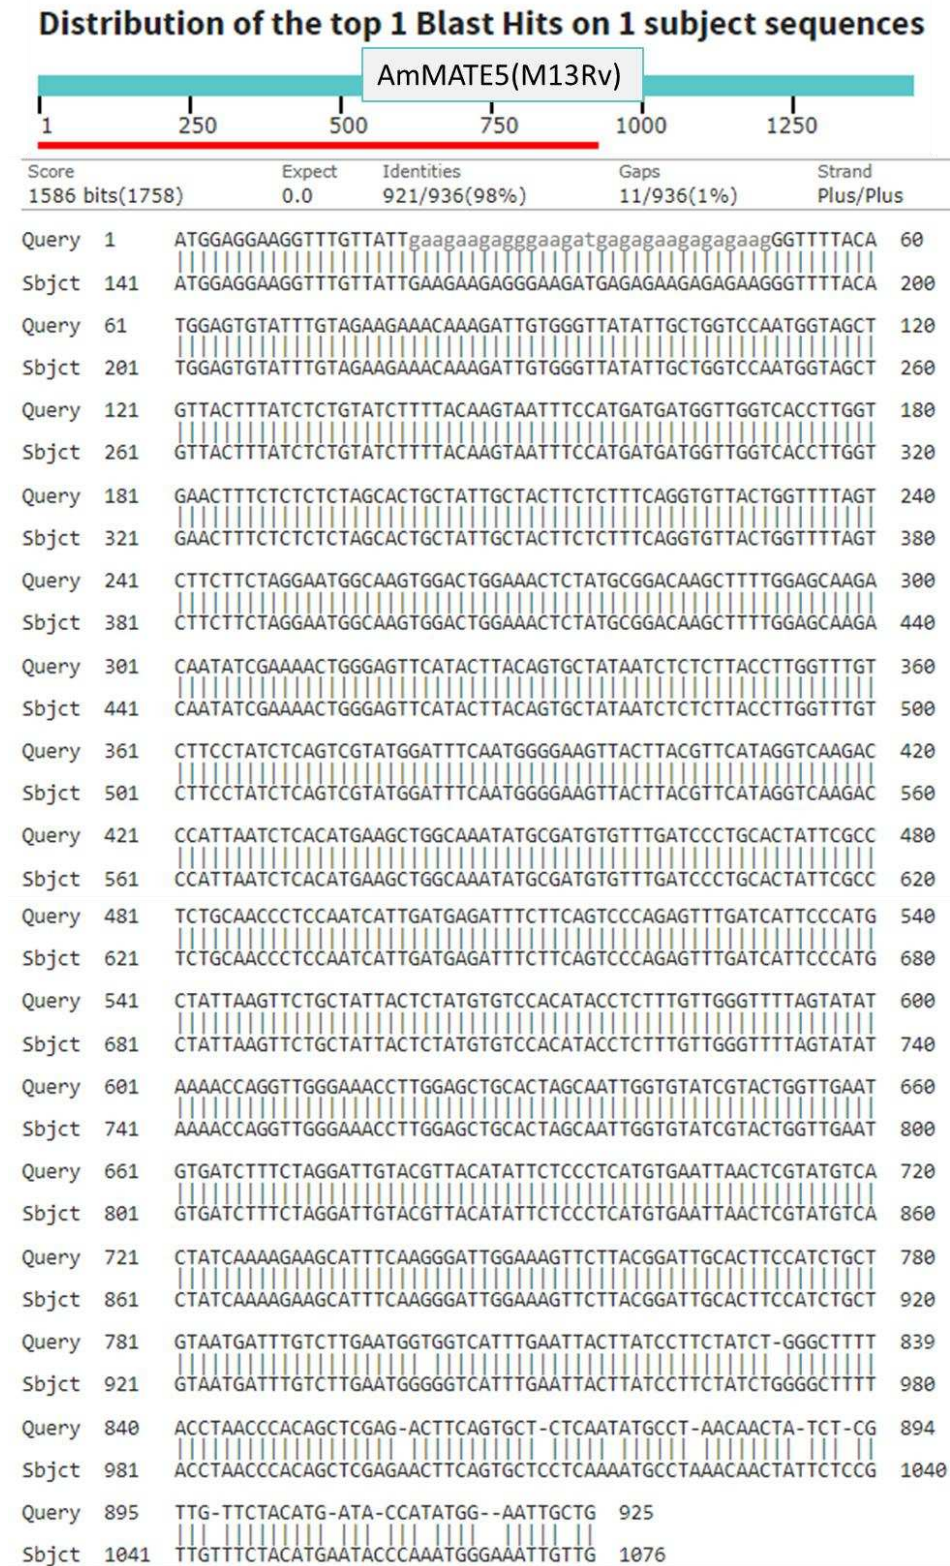 Distribution of the top 1 Blast Hits on 1 subject sequences
AmMATE5(M13Rv)
1 250 500 750 1000 1250
Score Expect Identities Gaps Strand
1586 bits(1758) 0.0 921/936(98%) 11/936(1%) Plus/Plus
Query 1 ATGGAGGAAGGTTTGTTATTgaagaagagggaagatgagagaagagagaagGGTTTTACA 60
Sbjct 141 ATGGAGGAAGGTTTGTTATTGAAGAAGAGGGAAGATGAGAGAAGAGAGAAGGGTTTTACA 200
Query 61 TGGAGTGTATTTGTAGAAGAAACAAAGATTGTGGGTTATATTGCTGGTCCAATGGTAGCT 120
Sbjct 201 TGGAGTGTATTTGTAGAAGAAACAAAGATTGTGGGTTATATTGCTGGTCCAATGGTAGCT 260
Query 121 GTTACTTTATCTCTGTATCTTTTACAAGTAATTTCCATGATGATGGTTGGTCACCTTGGT 180
Sbjct 261 GTTACTTTATCTCTGTATCTTTTACAAGTAATTTCCATGATGATGGTTGGTCACCTTGGT 320
Query 181 GAACTTTCTCTCTCTAGCACTGCTATTGCTACTTCTCTTTCAGGTGTTACTGGTTTTAGT 240
Sbjct 321 GAACTTTCTCTCTCTAGCACTGCTATTGCTACTTCTCTTTCAGGTGTTACTGGTTTTAGT 380
Query 241 CTTCTTCTAGGAATGGCAAGTGGACTGGAAACTCTATGCGGACAAGCTTTTGGAGCAAGA 300
Sbjct 381 CTTCTTCTAGGAATGGCAAGTGGACTGGAAACTCTATGCGGACAAGCTTTTGGAGCAAGA 440
Query 301 CAATATCGAAAACTGGGAGTTCATACTTACAGTGCTATAATCTCTCTTACCTTGGTTTGT 360
Sbjct 441 CAATATCGAAAACTGGGAGTTCATACTTACAGTGCTATAATCTCTCTTACCTTGGTTTGT 500
Query 361 CTTCCTATCTCAGTCGTATGGATTTCAATGGGGAAGTTACTTACGTTCATAGGTCAAGAC 420
Sbjct 501 CTTCCTATCTCAGTCGTATGGATTTCAATGGGGAAGTTACTTACGTTCATAGGTCAAGAC 560
Query 421 CCATTAATCTCACATGAAGCTGGCAAATATGCGATGTGTTTGATCCCTGCACTATTCGCC 480
Sbjct 561 CCATTAATCTCACATGAAGCTGGCAAATATGCGATGTGTTTGATCCCTGCACTATTCGCC 620
Query 481 TCTGCAACCCTCCAATCATTGATGAGATTTCTTCAGTCCCAGAGTTTGATCATTCCCATG 540
Sbjct 621 TCTGCAACCCTCCAATCATTGATGAGATTTCTTCAGTCCCAGAGTTTGATCATTCCCATG 680
Query 541 CTATTAAGTTCTGCTATTACTCTATGTGTCCACATACCTCTTTGTTGGGTTTTAGTATAT 600
Sbjct 681 CTATTAAGTTCTGCTATTACTCTATGTGTCCACATACCTCTTTGTTGGGTTTTAGTATAT 740
Query 601 AAAACCAGGTTGGGAAACCTTGGAGCTGCACTAGCAATTGGTGTATCGTACTGGTTGAAT 660
Sbjct 741 AAAACCAGGTTGGGAAACCTTGGAGCTGCACTAGCAATTGGTGTATCGTACTGGTTGAAT 800
Query 661 GTGATCTTTCTAGGATTGTACGTTACATATTCTCCCTCATGTGAATTAACTCGTATGTCA 720
Sbjct 801 GTGATCTTTCTAGGATTGTACGTTACATATTCTCCCTCATGTGAATTAACTCGTATGTCA 860
Query 721 CTATCAAAAGAAGCATTTCAAGGGATTGGAAAGTTCTTACGGATTGCACTTCCATCTGCT 780
Sbjct 861 CTATCAAAAGAAGCATTTCAAGGGATTGGAAAGTTCTTACGGATTGCACTTCCATCTGCT 920
Query 781 GTAATGATTTGTCTTGAATGGTGGTCATTTGAATTACTTATCCTTCTATCT-GGGCTTTT 839
Sbjct 921 GTAATGATTTGTCTTGAATGGGGGTCATTTGAATTACTTATCCTTCTATCTGGGGCTTTT 980
Query 840 ACCTAACCCACAGCTCGAG-ACTTCAGTGCT-CTCAATATGCCT-AACAACTA-TCT-CG 894
Sbjct 981 ACCTAACCCACAGCTCGAGAACTTCAGTGCTCCTCAAAATGCCTAAACAACTATTCTCCG 1040
Query 895 TTG-TTCTACATG-ATA-CCATATGG--AATTGCTG 925
Sbjct 1041 TTGTTTCTACATGAATACCCAAATGGGAAATTGTTG 1076